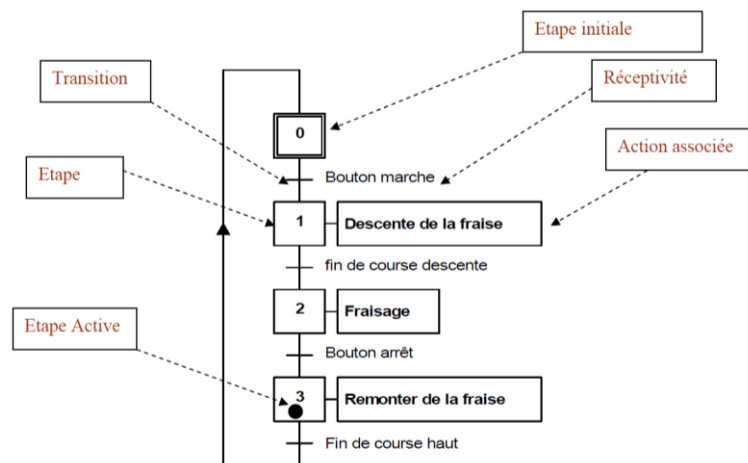 Etape initiale
Transition
Réceptivité
0
Action associée
Etape
Bouton marche
1
Descente de la fraise
fin de course descente
2
Fraisage
Etape Active
Bouton arrêt
3
Remonter de la fraise
Fin de course haut